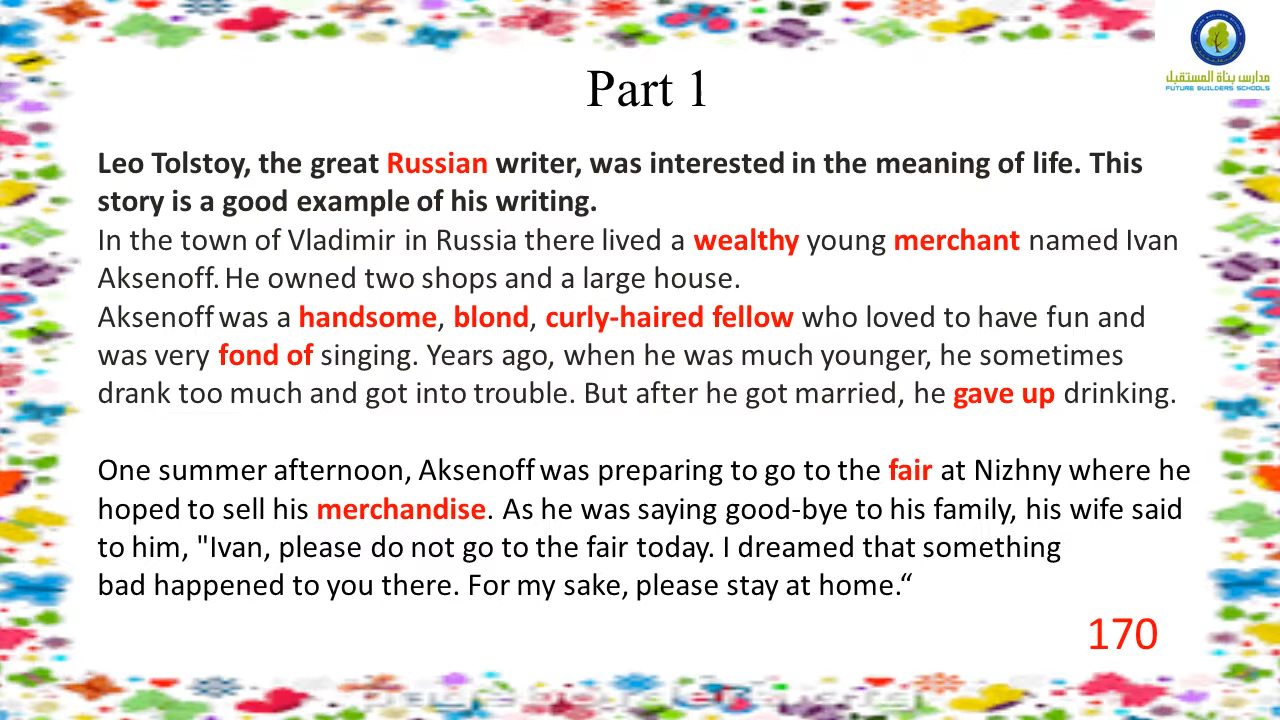 مدارس بناة المستقبل
FUTURE BUILDERS SCHOOLS
Part 1
Leo Tolstoy, the great Russian writer, was interested in the meaning of life. This
story is a good example of his writing.
In the town of Vladimir in Russia there lived a wealthy young merchant named Ivan
Aksenoff. He owned two shops and a large house.
Aksenoff was a handsome, blond, curly-haired fellow who loved to have fun and
was very fond of singing. Years ago, when he was much younger, he sometimes
drank too much and got into trouble. But after he got married, he gave up drinking.
One summer afternoon, Aksenoff was preparing to go to the fair at Nizhny where he
hoped to sell his merchandise. As he was saying good-bye to his family, his wife said
to him, "Ivan, please do not go to the fair today. I dreamed that something
bad happened to you there. For my sake, please stay at home.“
170